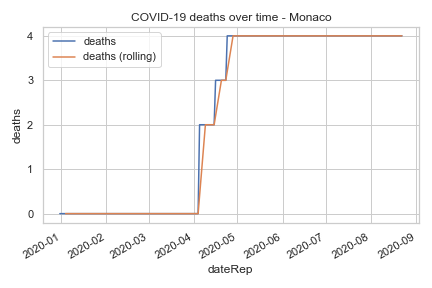 COVID-19 deaths over time - Monaco
deaths
deaths (rolling)
deaths
4
3
2
1
0
2020-01
2020-02
2020-03
2020-04
2020-05
2020-06
2020-07
2020-08
2020-09
dateRep